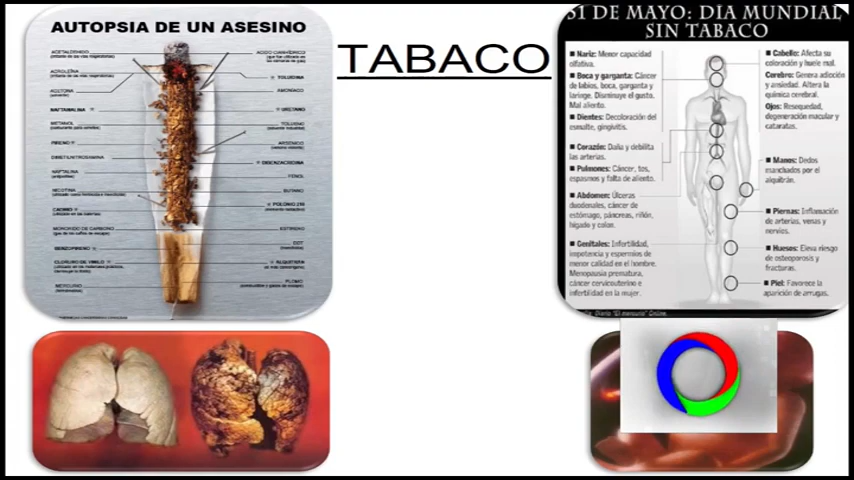 AUTOPSIA DE UN ASESINO
ACETALDEHIDO
ACROLEÍNA
ACETONA
NAFTALINA
METANOL
PIRENO
DIMETILNITROSAMINA
NAFTALINA
NICOTINA
CADMIO
MONÓXIDO DE CARBONO
BENZOPIRENO
CLORURO DE VINILO
MERCURIO
ACIDO CIANHÍDRICO
TOLUIDINA
AMONIACO
URETANO
TOLUENO
ARSÉNICO
DIBENZACRIDINA
FENOL
BUTANO
POLONIO 210
ESTIRENO
DDT
PLOMO
TABACO
31 DE MAYO: DIA MUNDIAL
SIN TABACO
■ Nariz: Menor capacidad
olfativa.
■ Boca y garganta: Cáncer
de labios, boca, garganta y
laringe. Disminuye el gusto.
Mal aliento.
■ Dientes: Decoloración del
esmalte, gingivitis.
■ Corazón: Daña y debilita
las arterias.
■ Pulmones: Cáncer, tos,
espasmos y falta de aliento.
■ Abdomen: Úlceras
duodenales, cáncer de
estómago, páncreas, riñón,
hígado y colon.
■ Genitales: Infertilidad,
impotencia y espermios de
menor calidad en el hombre.
Menopausia prematura,
cáncer cervicouterino e
infertilidad en la mujer.
■ Cabello: Afecta su
coloración y huele mal.
Cerebro: Genera adicción
y ansiedad. Altera la
química cerebral.
Ojos: Resequedad,
degeneración macular y
cataratas.
■ Manos: Dedos
manchados por el
alquitrán.
■ Piernas: Inflamación
de arterias, venas y
nervios.
■ Huesos: Eleva riesgo
de osteoporosis y
fracturas.
■ Piel: Favorece la
aparición de arrugas.
Diario "El mercurio" Online.